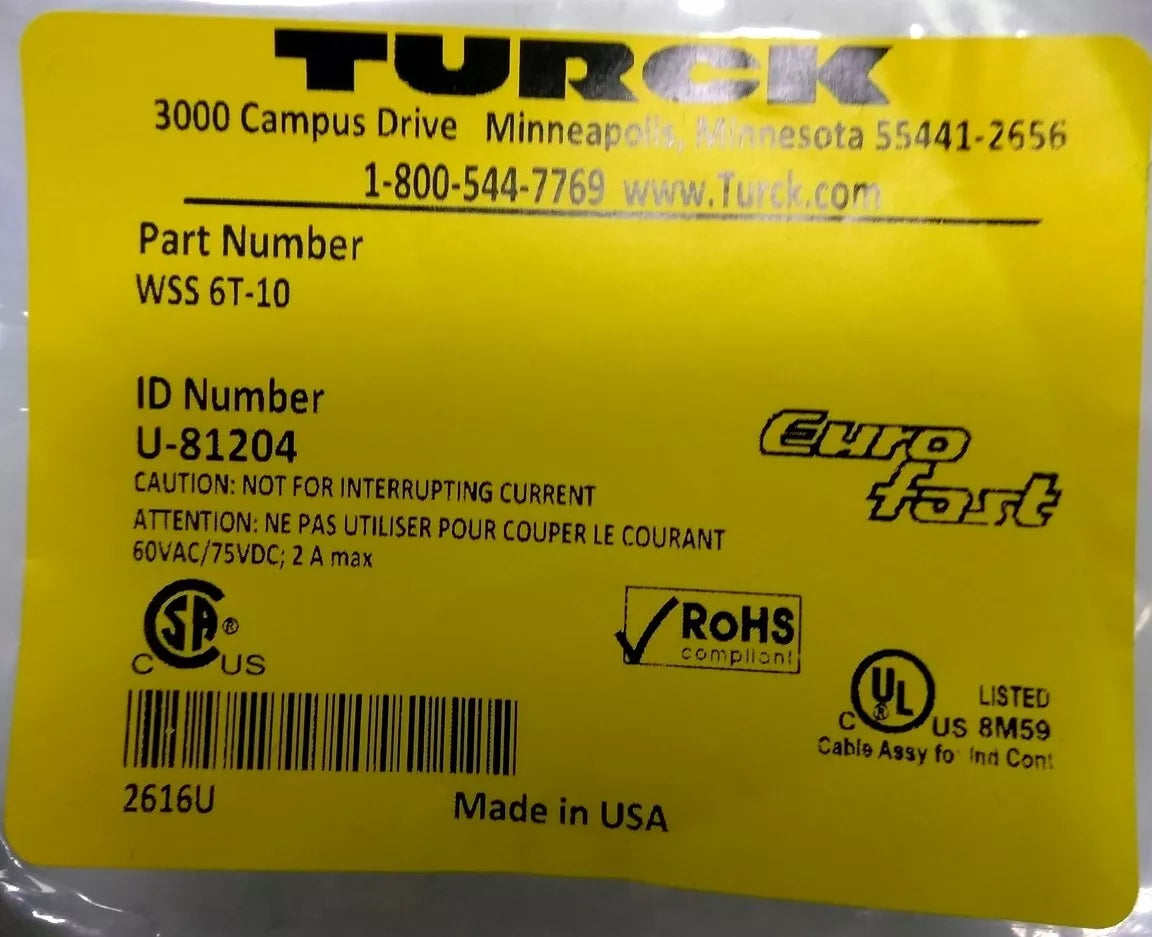 TURCK
3000 Campus Drive Minneapolis, Minnesota 55441-2656
1-800-544-7769 www.Turck.com
Part Number
WSS 6T-10
ID Number
U-81204
Euro
fast
CAUTION: NOT FOR INTERRUPTING CURRENT
ATTENTION: NE PAS UTILISER POUR COUPER LE COURANT
60VAC/75VDC; 2 A max
SA®
C US
RoHS
compliant
UL ®
LISTED
C US 8M59
Cable Assy for Ind Cont
2616U
Made in USA